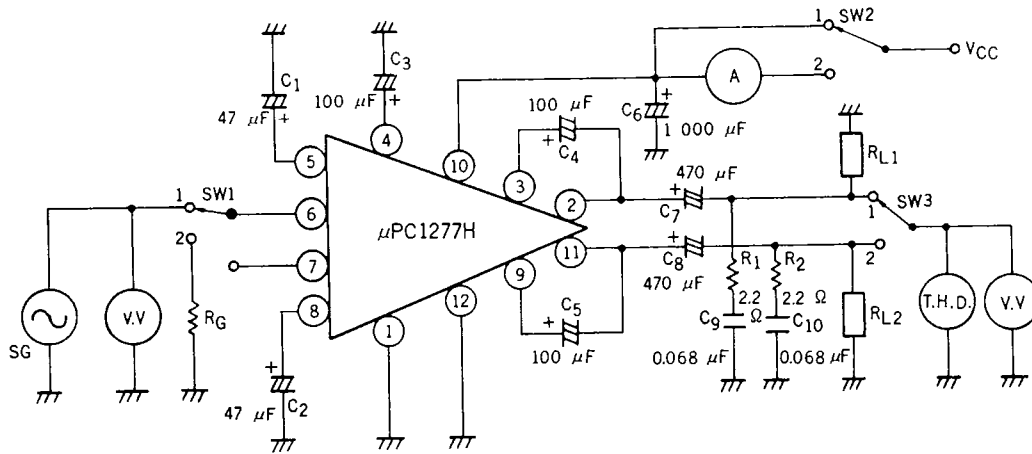 1
SW2
VCC
2
A
C6
+
1 000 μF
C1
47 μF
+
C3
100 μF
+
100 μF
+
C4
5
4
10
3
2
1
SW1
6
μPC1277H
7
8
1
12
9
11
2
RG
SG
V.V
+
47 μF
C2
+
C5
100 μF
470 μF
+
C7
+
C8
470 μF
RL1
1
SW3
2
R1
2.2 Ω
C9
0.068 μF
R2
2.2 Ω
C10
0.068 μF
RL2
T.H.D.
V.V